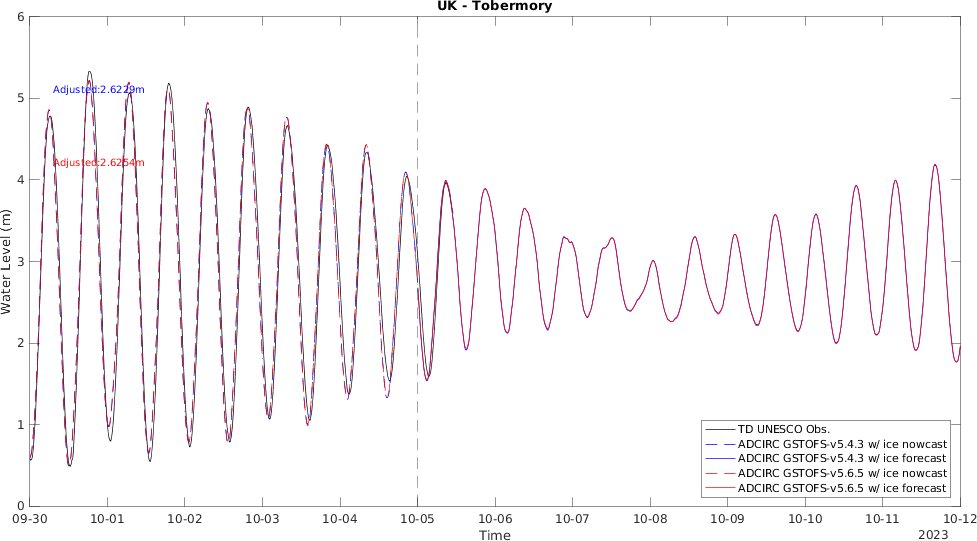 UK - Tobermory
6
5
4
3
2
1
0
Water Level (m)
Adjusted:2.6229m
Adjusted:2.6254m
TD UNESCO Obs.
ADCIRC GSTOFS-v5.4.3 w/ ice nowcast
ADCIRC GSTOFS-v5.4.3 w/ ice forecast
ADCIRC GSTOFS-v5.6.5 w/ ice nowcast
ADCIRC GSTOFS-v5.6.5 w/ ice forecast
09-30 10-01 10-02 10-03 10-04 10-05 10-06 10-07 10-08 10-09 10-10 10-11 10-12
Time
2023